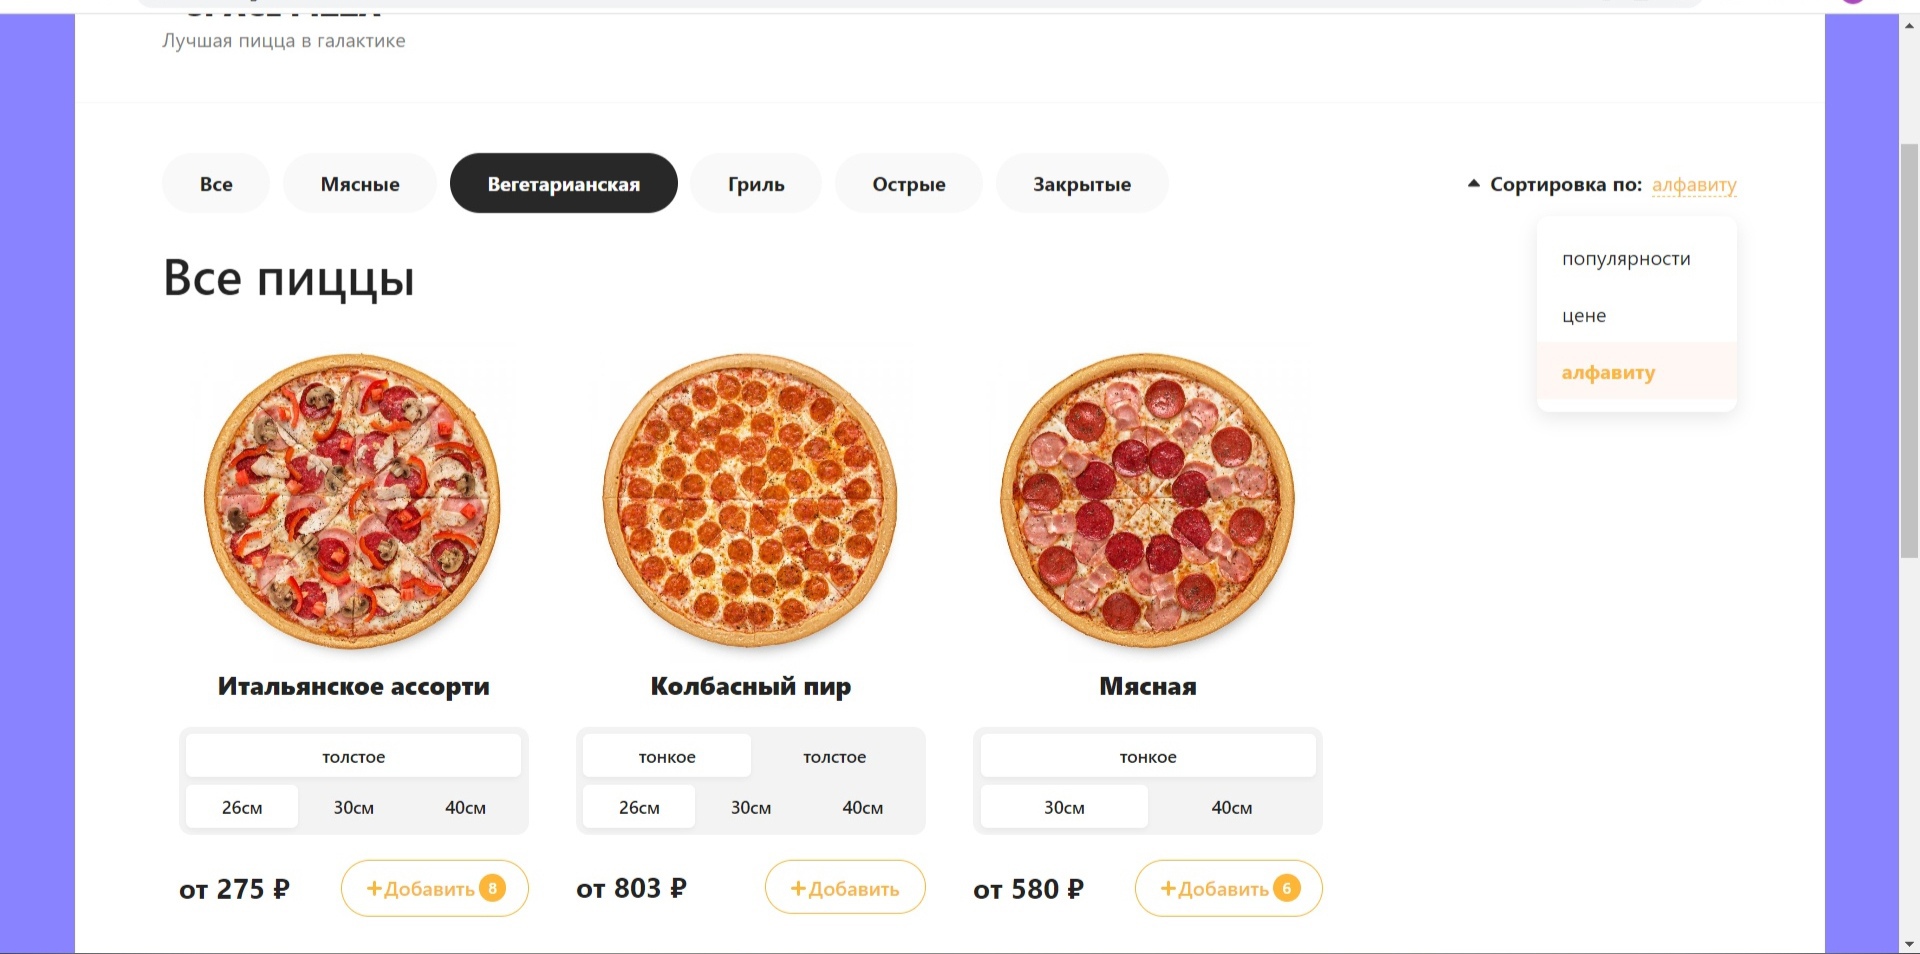 Лучшая пицца в галактике
Все Мясные Вегетарианская Гриль Острые Закрытые Сортировка по: алфавиту
популярности
цене
алфавиту
Все пиццы
Итальянское ассорти Колбасный пир Мясная
толстое тонкое толстое тонкое
26см 30см 40см 26см 30см 40см 30см 40см
от 275 ₽ +Добавить 8 от 803 ₽ +Добавить от 580 ₽ +Добавить 6